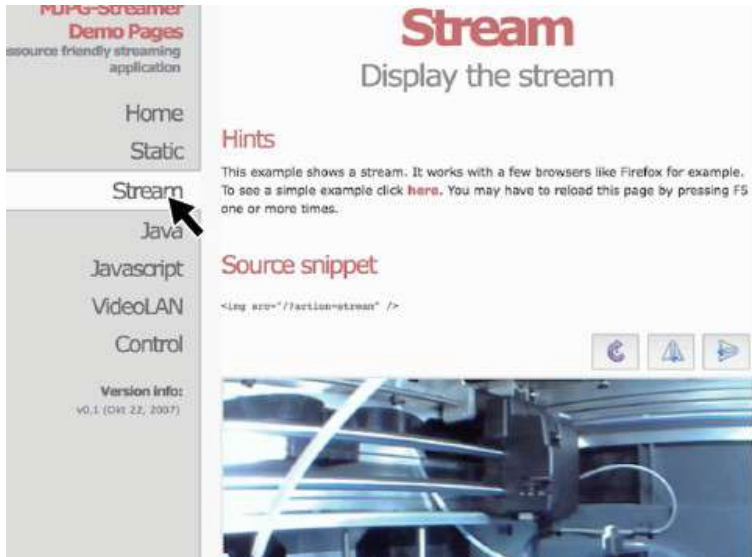 MJPG-Streamer
Demo Pages
essource friendly streaming
application
Home
Static
Stream
Java
Javascript
VideoLAN
Control
Version info:
v0.1 (Okt 22, 2007)
Stream
Display the stream
Hints
This example shows a stream. It works with a few browsers like Firefox for example.
To see a simple example click here. You may have to reload this page by pressing F5
one or more times.
Source snippet
<img src="/?action=stream" />